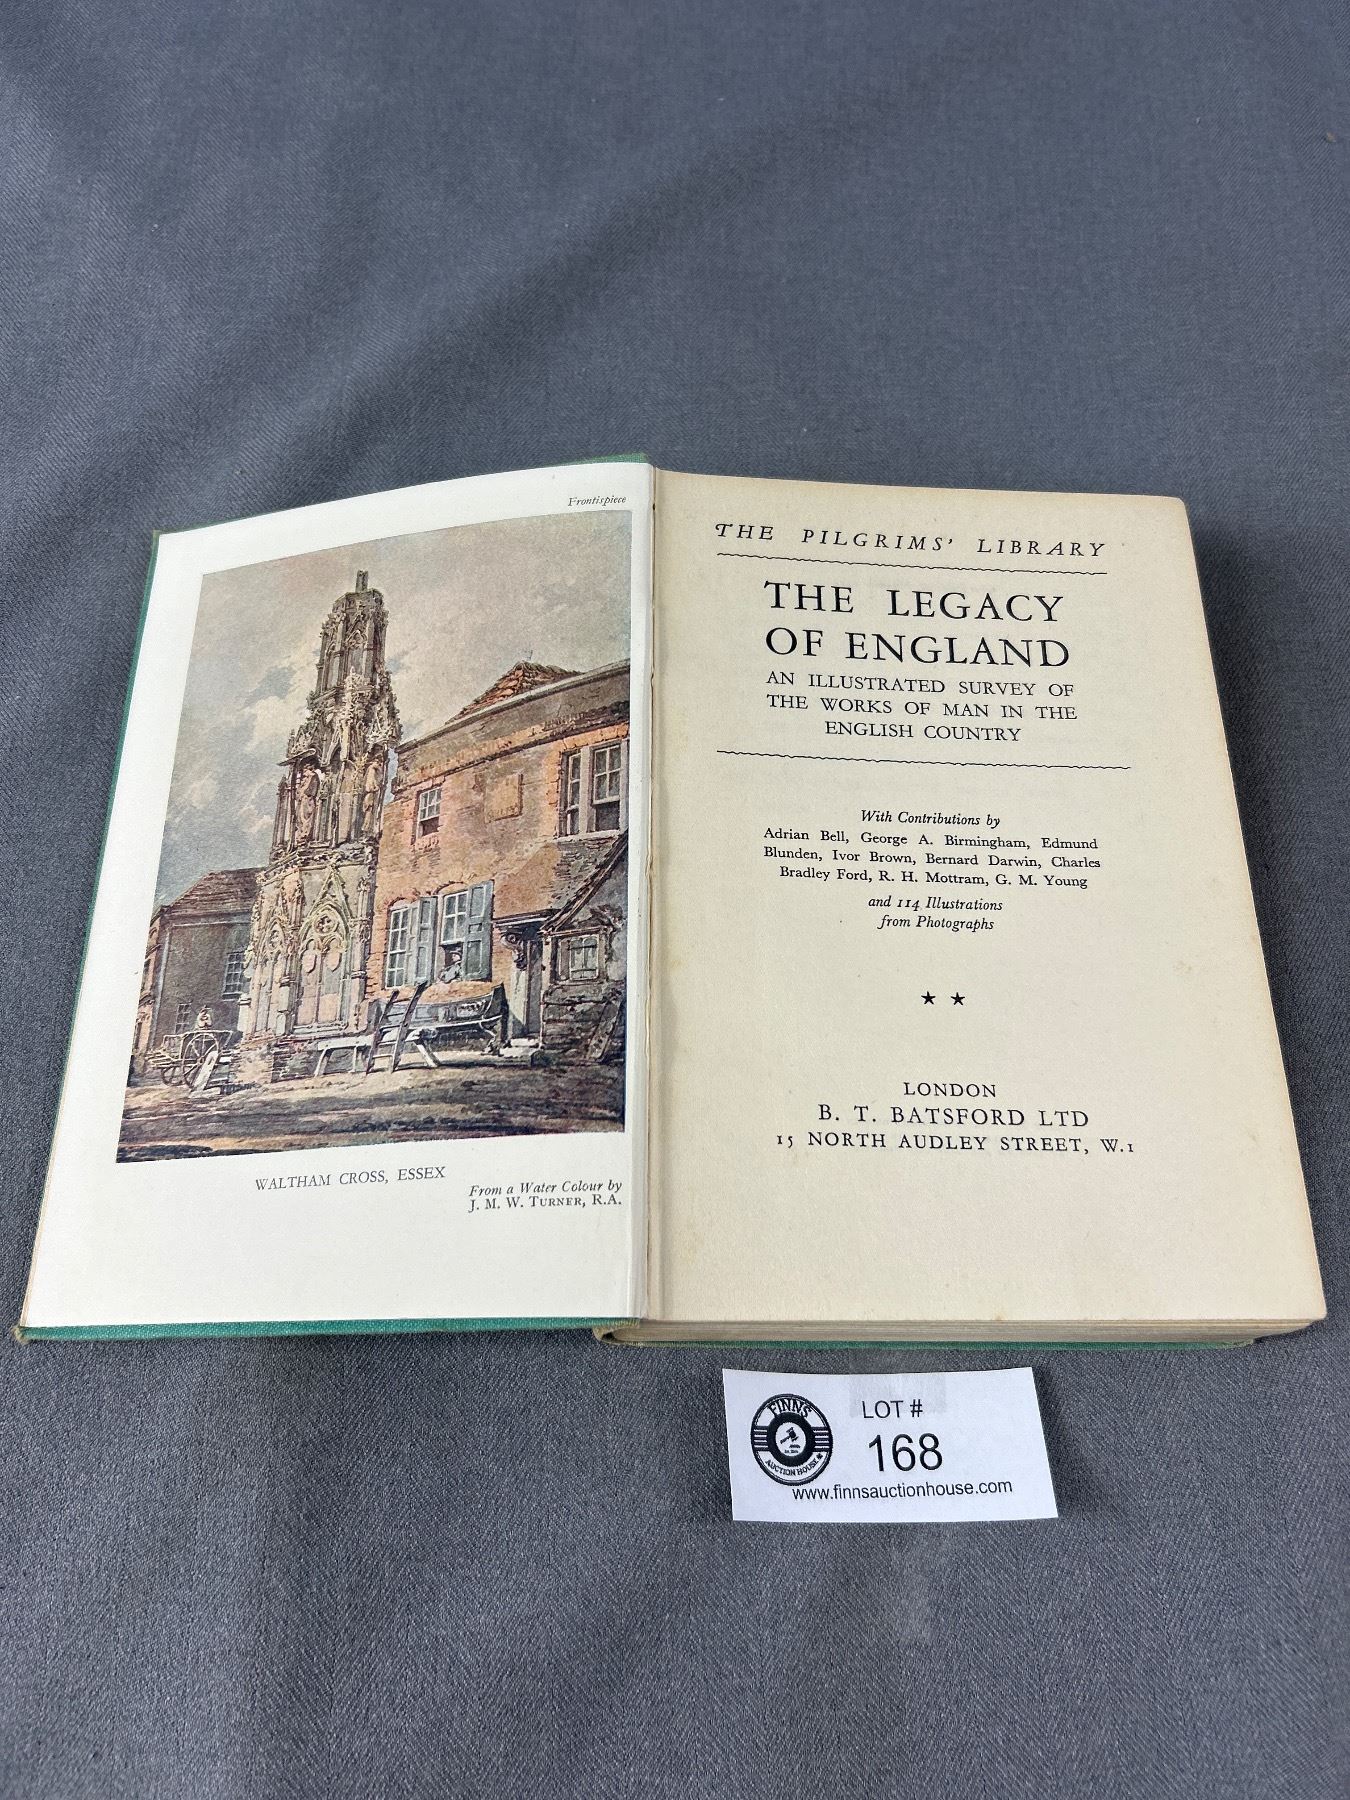 Frontispiece
WALTHAM CROSS, ESSEX
From a Water Colour by
J. M. W. TURNER, R.A.
THE PILGRIMS' LIBRARY
THE LEGACY
OF ENGLAND
AN ILLUSTRATED SURVEY OF
THE WORKS OF MAN IN THE
ENGLISH COUNTRY
With Contributions by
Adrian Bell, George A. Birmingham, Edmund
Blunden, Ivor Brown, Bernard Darwin, Charles
Bradley Ford, R. H. Mottram, G. M. Young
and 114 Illustrations
from Photographs
★ ★
LONDON
B. T. BATSFORD LTD
15 NORTH AUDLEY STREET, W.1
FINNS
AUCTION HOUSE
LOT #
168
www.finnsauctionhouse.com